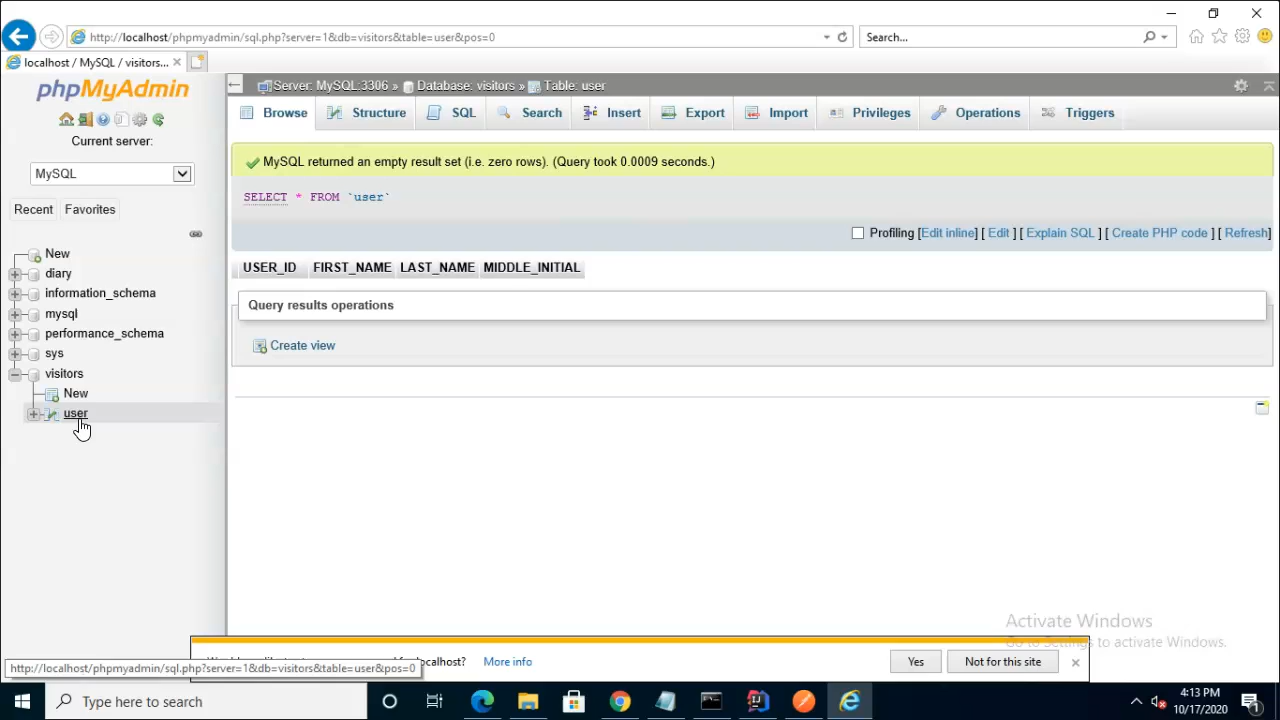 http://localhost/phpmyadmin/sql.php?server=1&db=visitors&table=user&pos=0
Search...
localhost / MySQL / visitors...
phpMyAdmin
Current server:
MySQL
Recent Favorites
New
diary
information_schema
mysql
performance_schema
sys
visitors
New
user
Server: MySQL:3306 » Database: visitors » Table: user
Browse Structure SQL Search Insert Export Import Privileges Operations Triggers
MySQL returned an empty result set (i.e. zero rows). (Query took 0.0009 seconds.)
SELECT * FROM `user`
Profiling [Edit inline] [ Edit ] [ Explain SQL ] [ Create PHP code ] [ Refresh]
USER_ID FIRST_NAME LAST_NAME MIDDLE_INITIAL
Query results operations
Create view
Activate Windows
Go to Settings to activate Windows.
localhost? More info Yes Not for this site
http://localhost/phpmyadmin/sql.php?server=1&db=visitors&table=user&pos=0
Type here to search
4:13 PM
10/17/2020
1